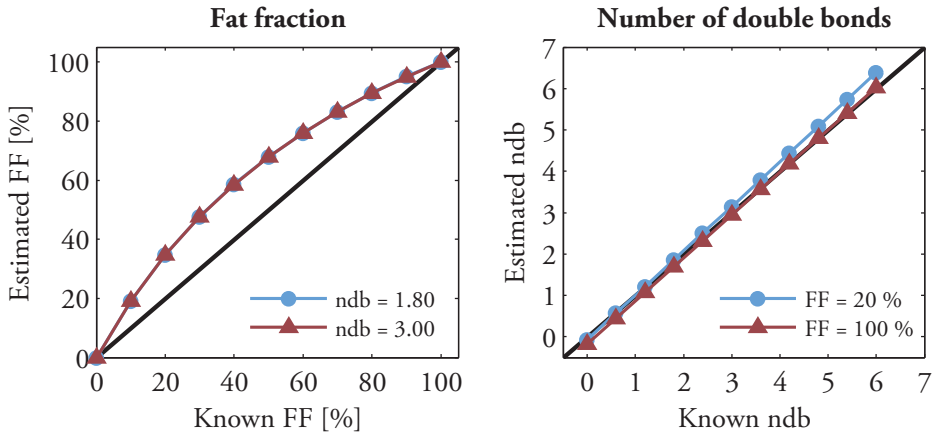 Fat fraction
Estimated FF [%]
100
80
60
40
20
0
0 20 40 60 80 100
Known FF [%]
ndb = 1.80
ndb = 3.00
Number of double bonds
Estimated ndb
7
6
5
4
3
2
1
0
0 1 2 3 4 5 6 7
Known ndb
FF = 20 %
FF = 100 %